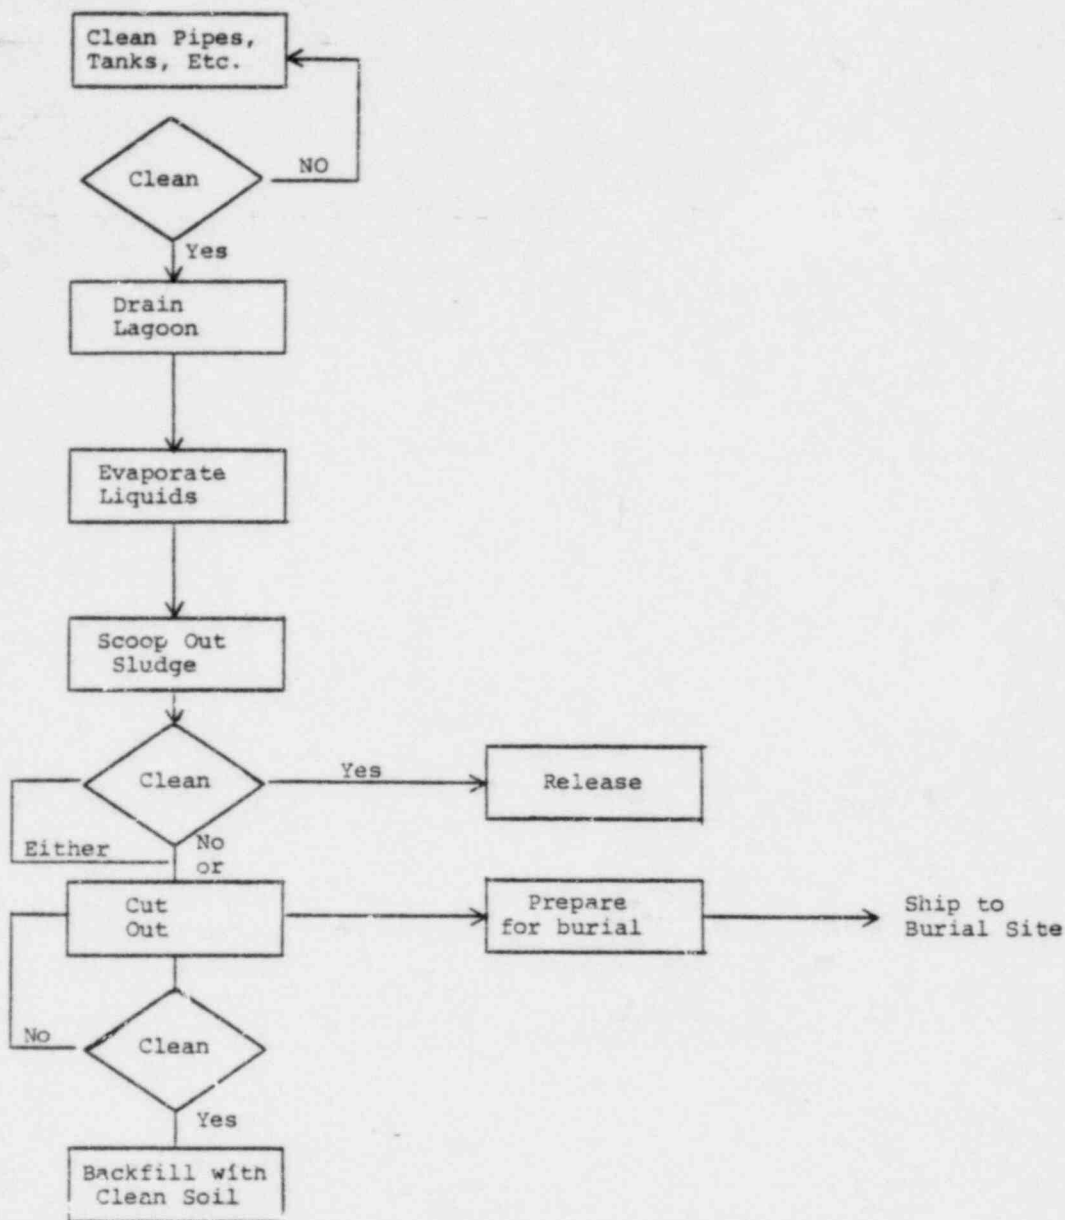 Clean Pipes,
Tanks, Etc.
Clean
NO
Yes
Drain
Lagoon
Evaporate
Liquids
Scoop Out
Sludge
Clean
Yes
Release
Either
No
or
Cut
Out
Prepare
for burial
Ship to
Burial Site
No
Clean
Yes
Backfill with
Clean Soil